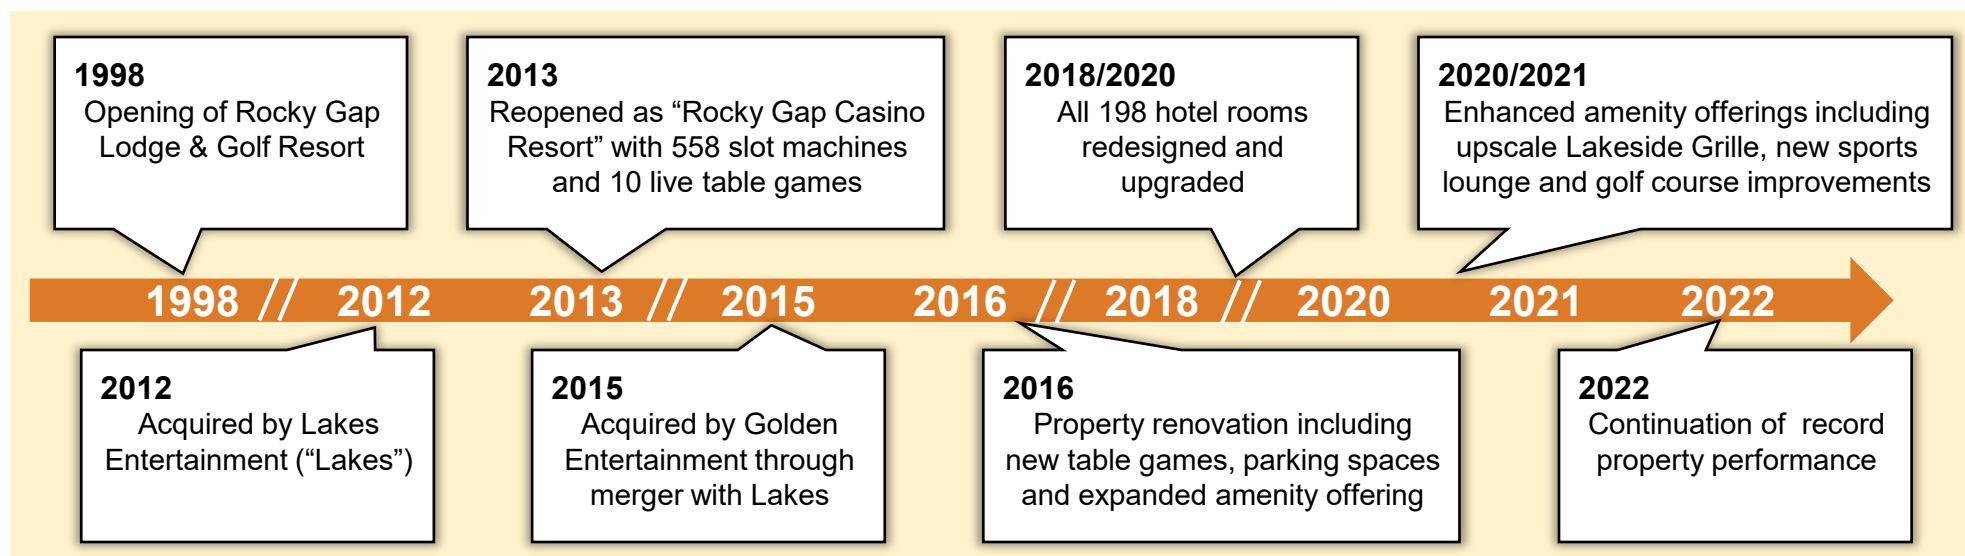 1998
Opening of Rocky Gap
Lodge & Golf Resort
2013
Reopened as “Rocky Gap Casino
Resort” with 558 slot machines
and 10 live table games
2018/2020
All 198 hotel rooms
redesigned and
upgraded
2020/2021
Enhanced amenity offerings including
upscale Lakeside Grille, new sports
lounge and golf course improvements
1998 // 2012 2013 // 2015 2016 // 2018 // 2020 2021 2022
2012
Acquired by Lakes
Entertainment (“Lakes”)
2015
Acquired by Golden
Entertainment through
merger with Lakes
2016
Property renovation including
new table games, parking spaces
and expanded amenity offering
2022
Continuation of  record
property performance